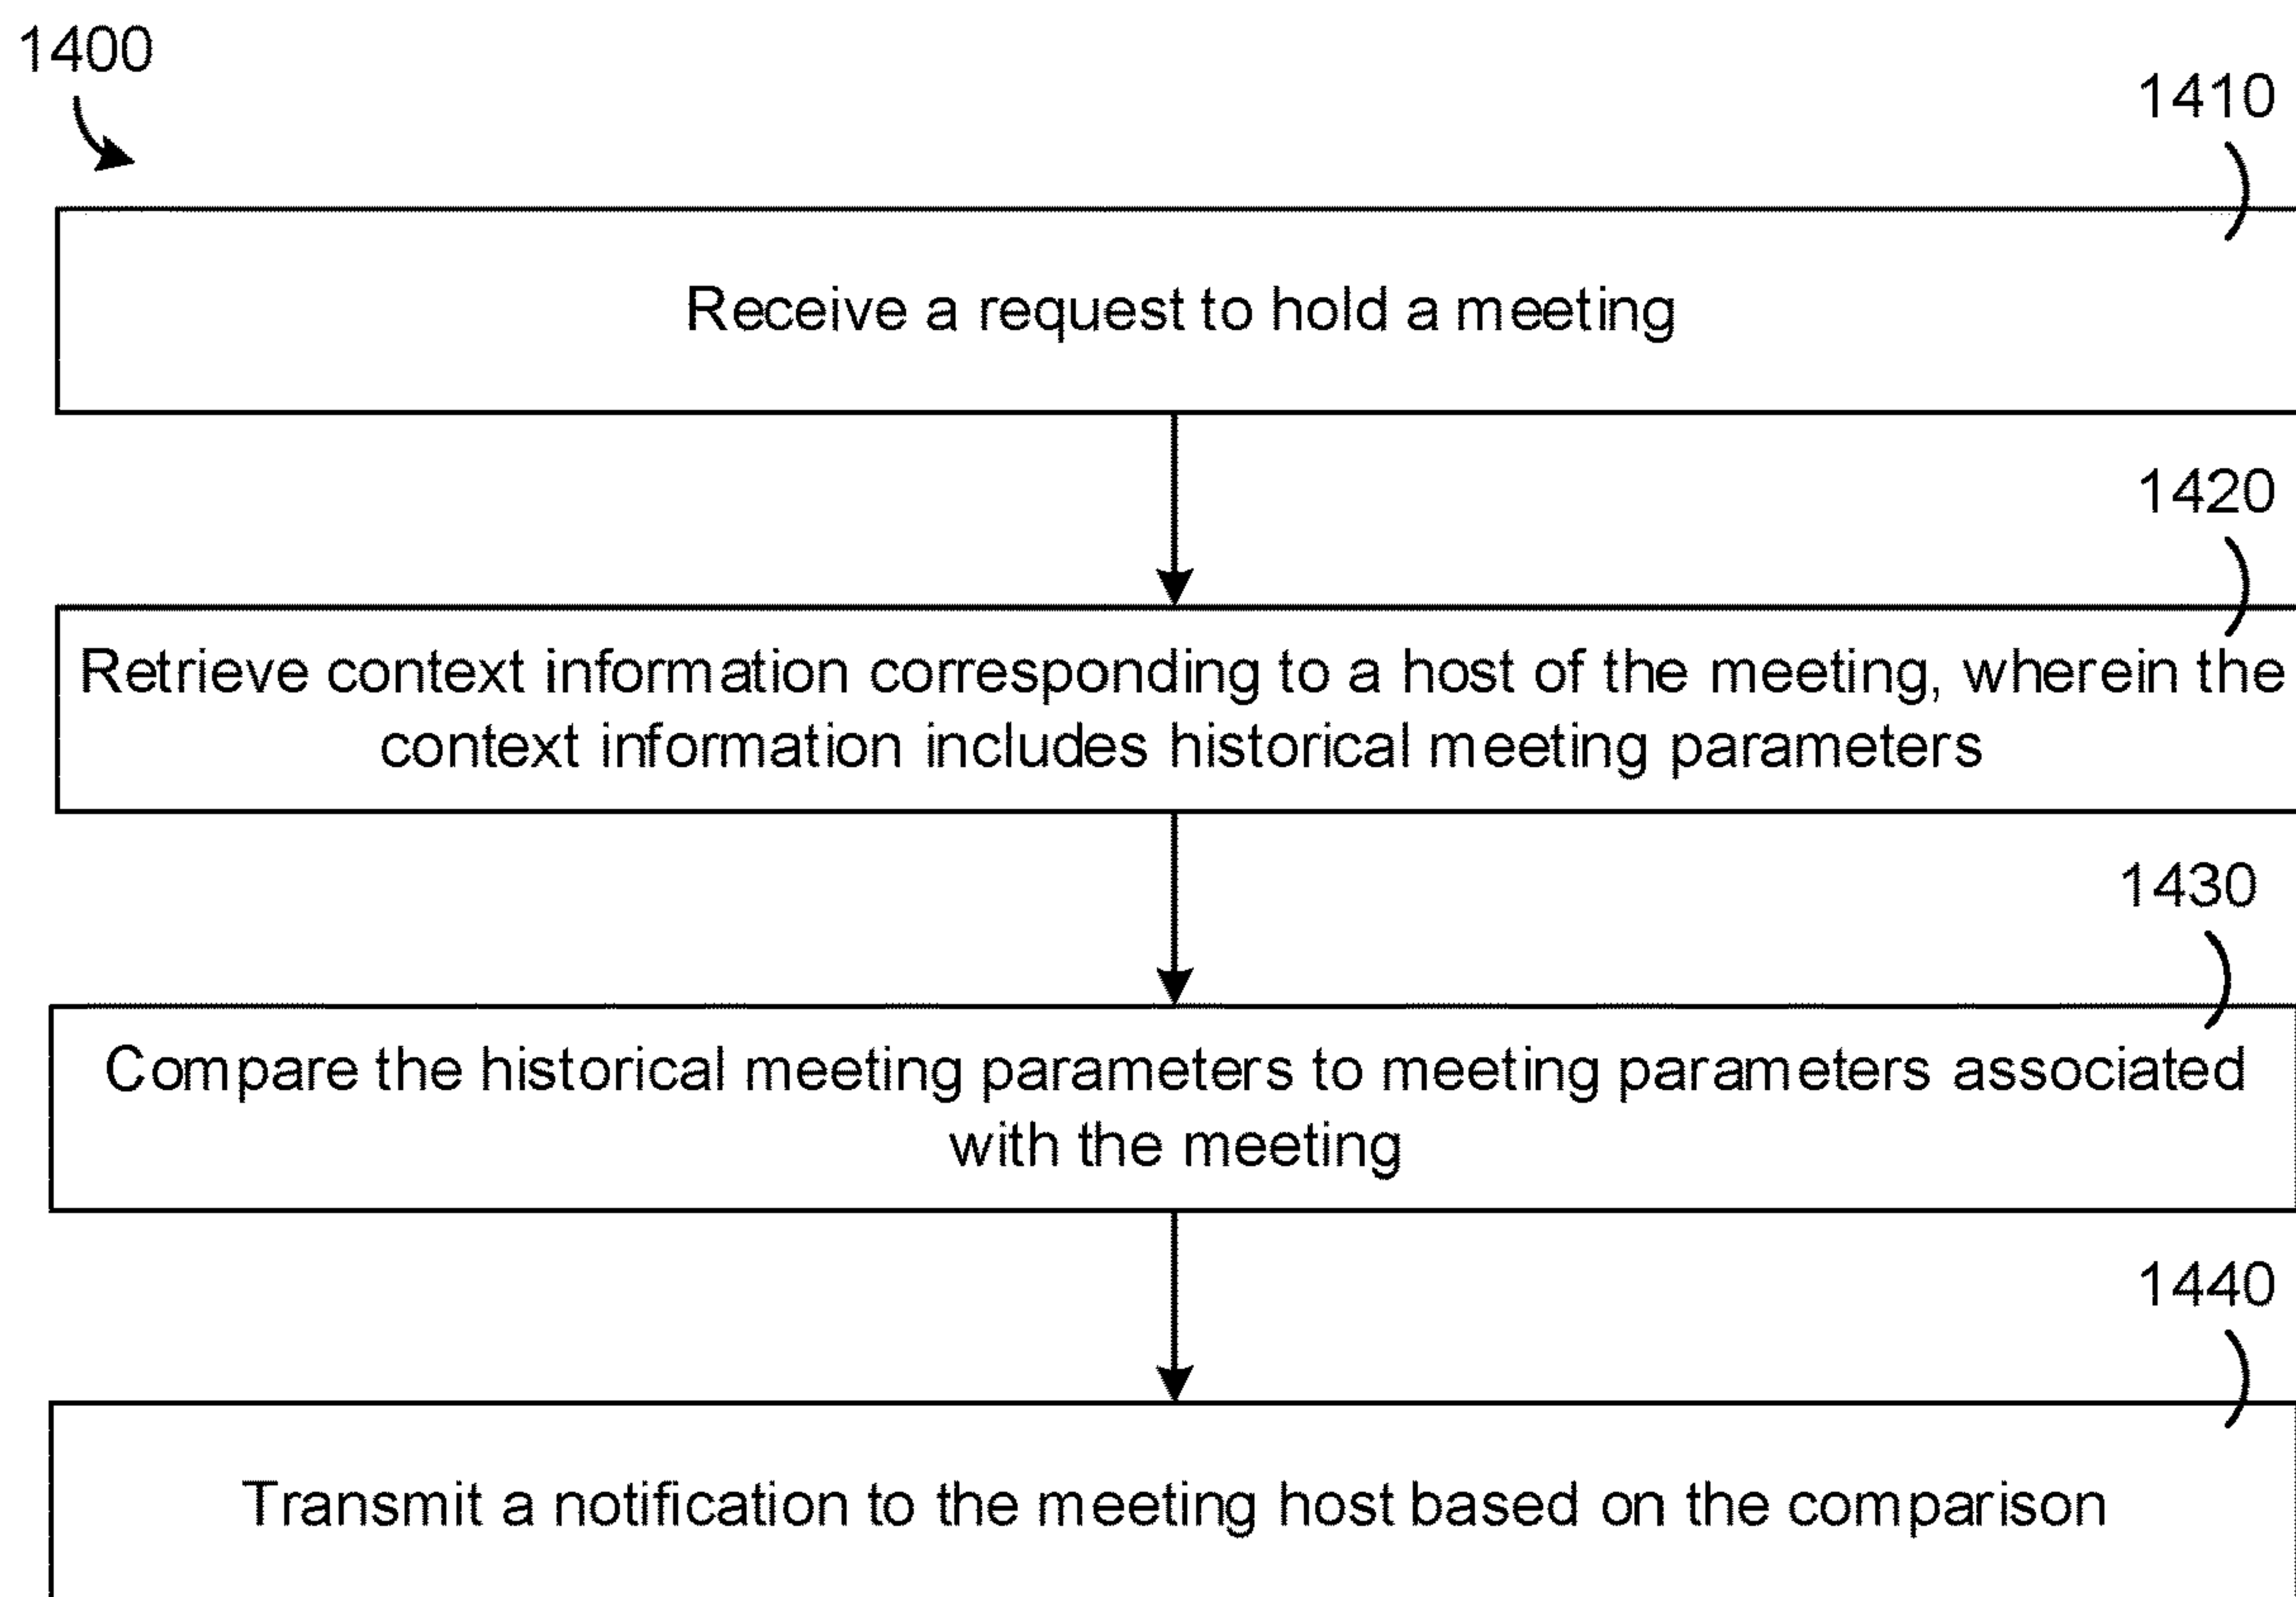 1400
1410
Receive a request to hold a meeting
1420
Retrieve context information corresponding to a host of the meeting, wherein the
context information includes historical meeting parameters
1430
Compare the historical meeting parameters to meeting parameters associated
with the meeting
1440
Transmit a notification to the meeting host based on the comparison